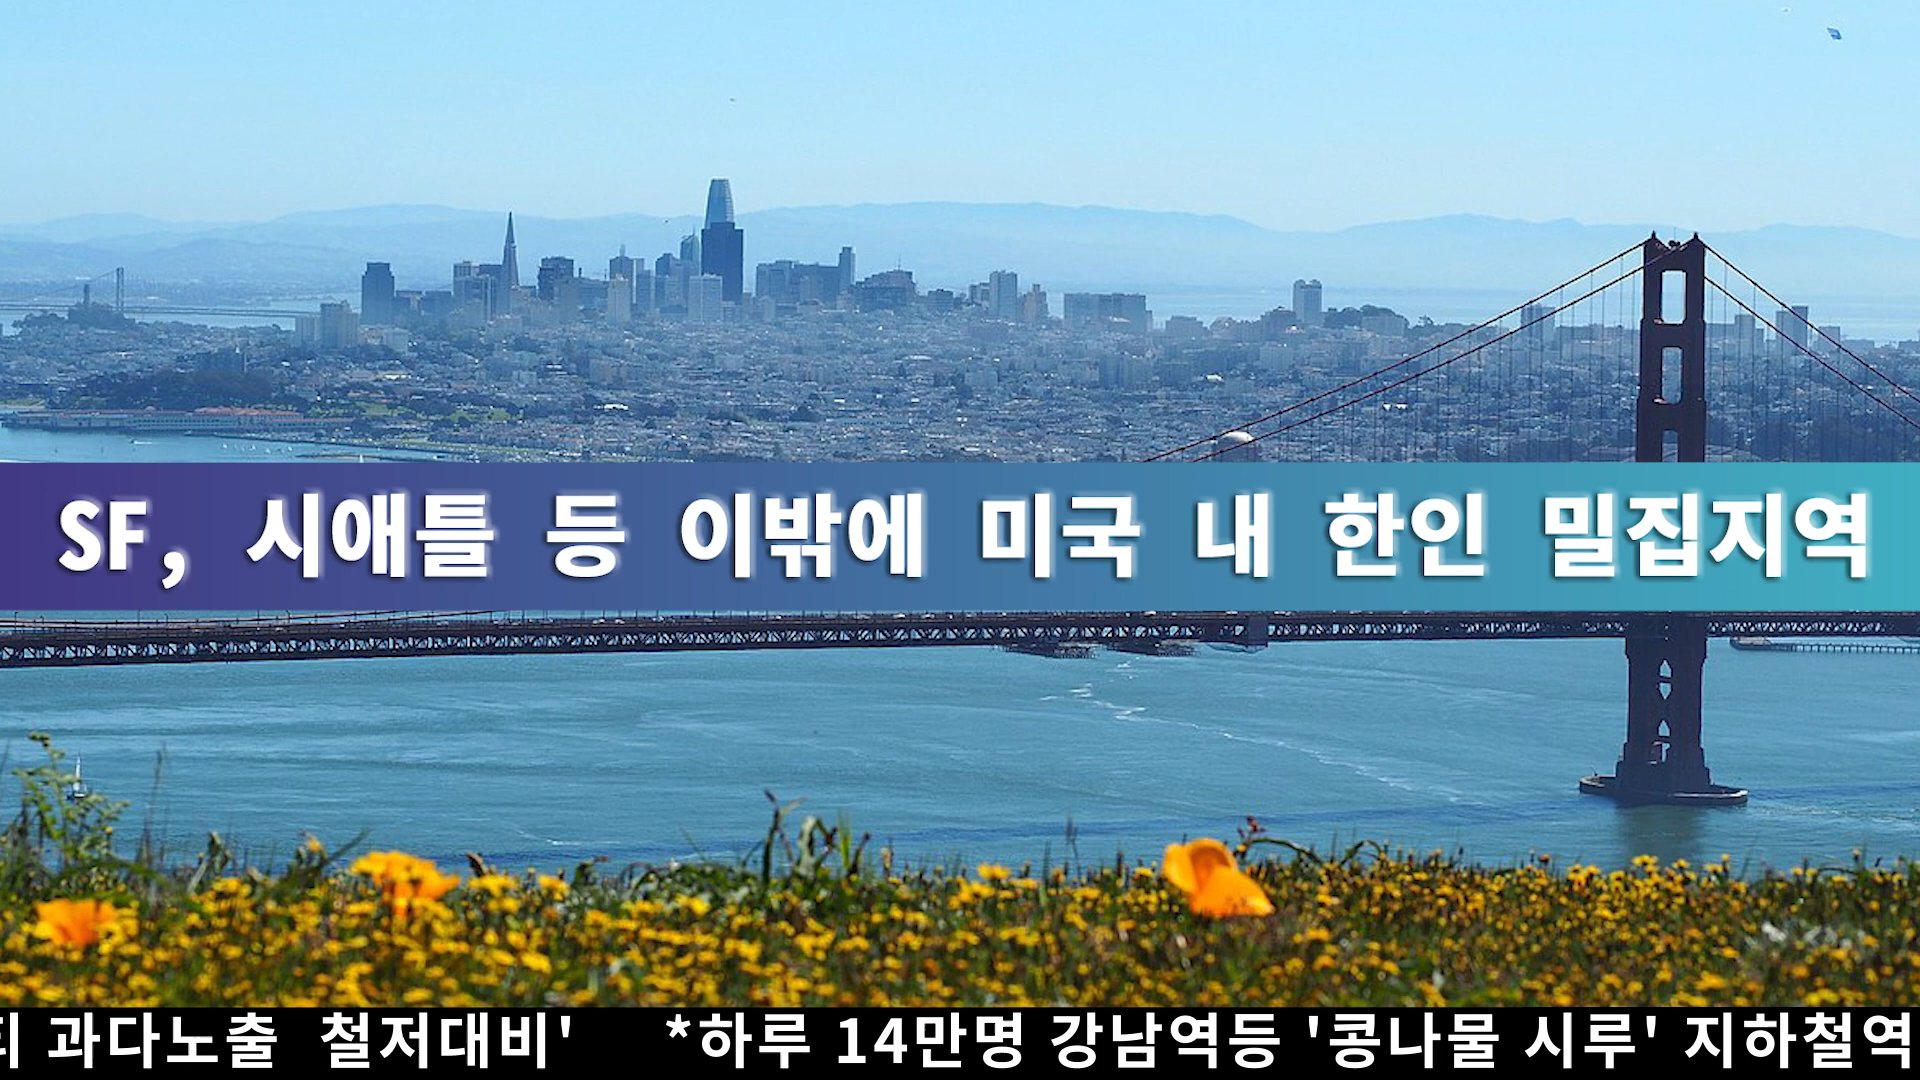 SF, 시애틀 등 이밖에 미국 내 한인 밀집지역
과다노출 철저대비' *하루 14만명 강남역등 '콩나물 시루' 지하철역